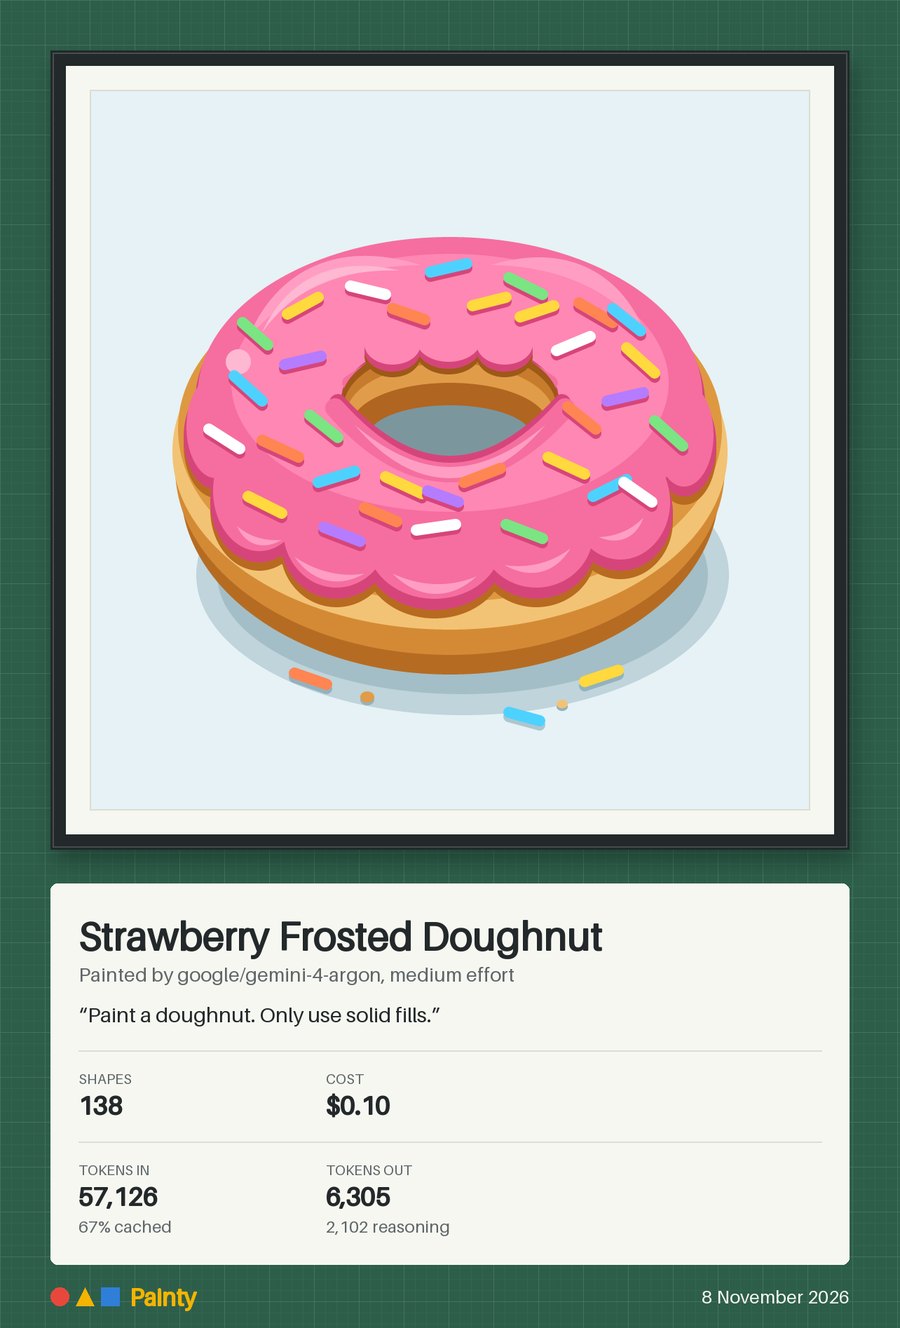 Strawberry Frosted Doughnut
Painted by google/gemini-4-argon, medium effort
“Paint a doughnut. Only use solid fills.”
SHAPES
138
COST
$0.10
TOKENS IN
57,126
67% cached
TOKENS OUT
6,305
2,102 reasoning
Painty
8 November 2026